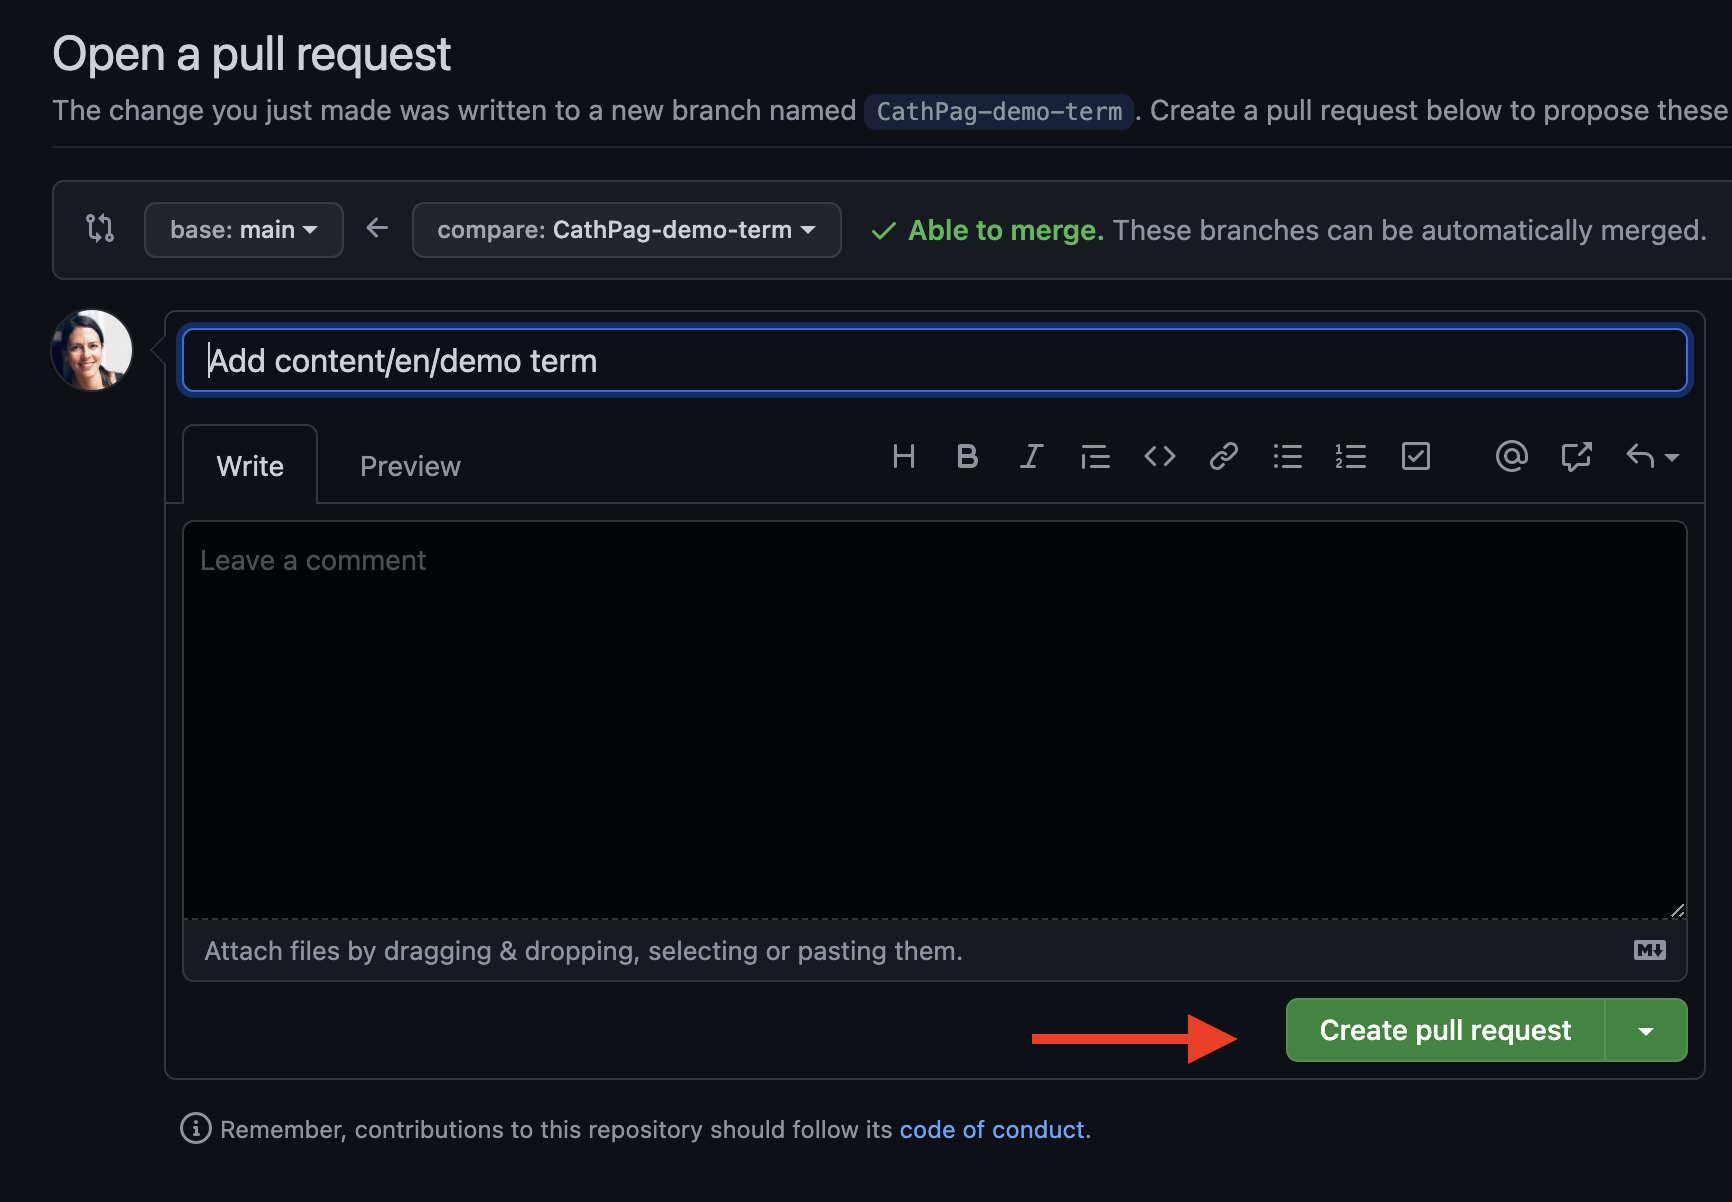 Open a pull request
The change you just made was written to a new branch named CathPag-demo-term. Create a pull request below to propose these
base: main
compare: CathPag-demo-term
Able to merge. These branches can be automatically merged.
Add content/en/demo term
Write
Preview
Leave a comment
Attach files by dragging & dropping, selecting or pasting them.
Create pull request
Remember, contributions to this repository should follow its code of conduct.